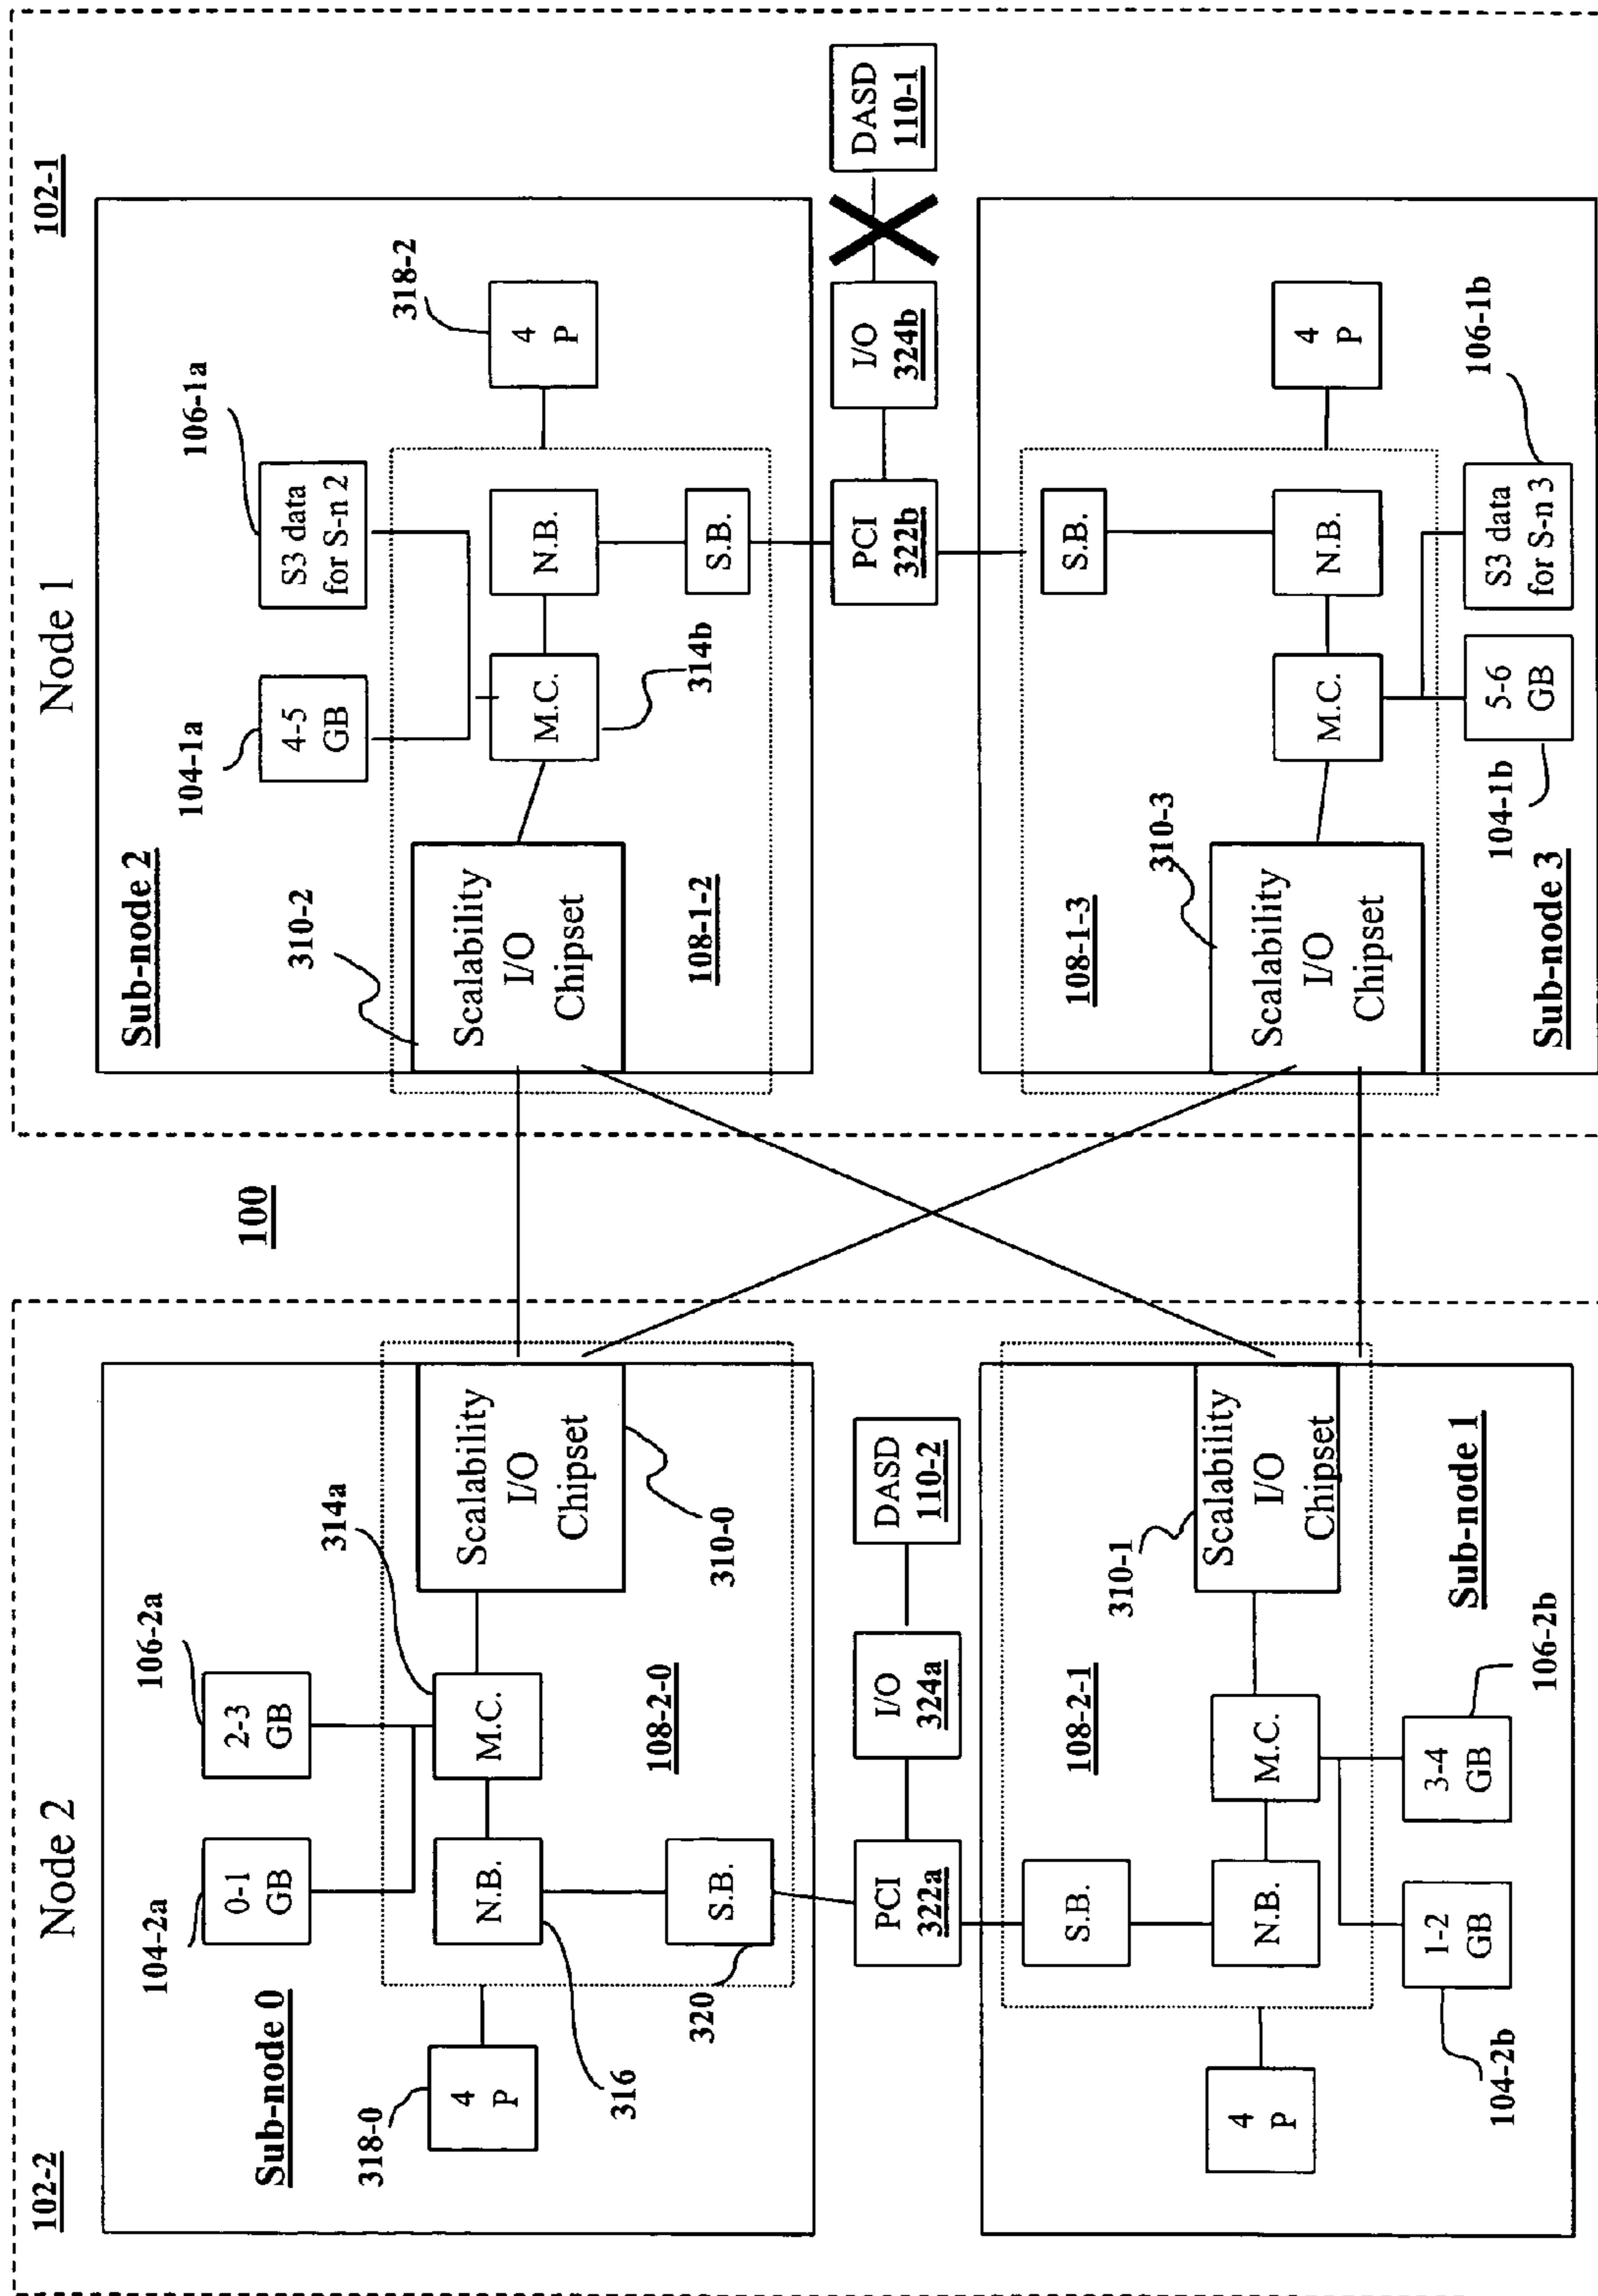 102-2
Node 2
Sub-node 0
104-2a
0-1
GB
106-2a
2-3
GB
314a
318-0
4
P
316
N.B.
M.C.
Scalability
I/O
Chipset
310-0
S.B.
320
108-2-0
PCI
322a
I/O
324a
DASD
110-2
S.B.
108-2-1
310-1
4
P
N.B.
M.C.
Scalability
I/O
Chipset
104-2b
1-2
GB
3-4
GB
106-2b
Sub-node 1
100
Node 1
102-1
Sub-node 2
104-1a
4-5
GB
106-1a
S3 data
for S-n 2
318-2
310-2
Scalability
I/O
Chipset
M.C.
N.B.
4
P
314b
108-1-2
S.B.
PCI
322b
I/O
324b
DASD
110-1
108-1-3
S.B.
310-3
Scalability
I/O
Chipset
M.C.
N.B.
4
P
104-1b
5-6
GB
S3 data
for S-n 3
106-1b
Sub-node 3